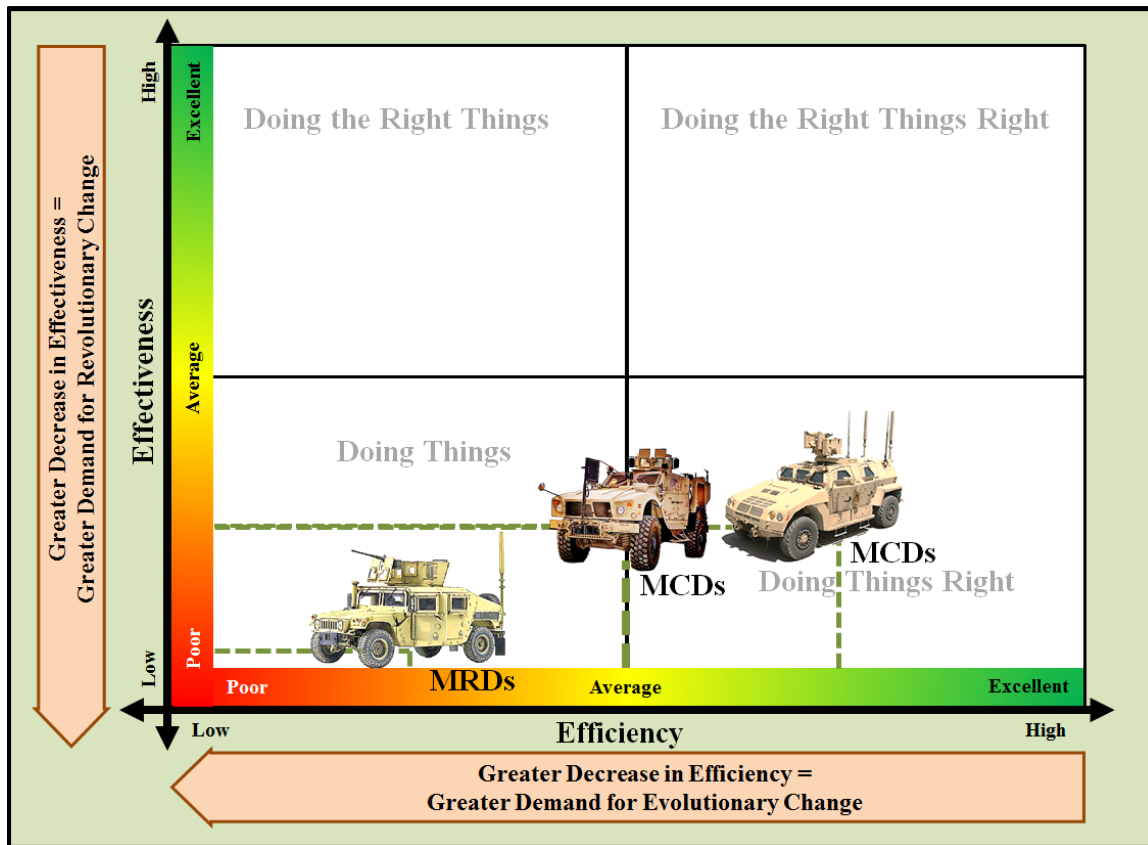 Greater Decrease in Effectiveness =
Greater Demand for Revolutionary Change
Effectiveness
High
Low
Excellent
Average
Poor
Doing the Right Things
Doing the Right Things Right
Doing Things
MCDs
MCDs
Doing Things Right
MRDs
Poor
Average
Excellent
Low
Efficiency
High
Greater Decrease in Efficiency =
Greater Demand for Evolutionary Change